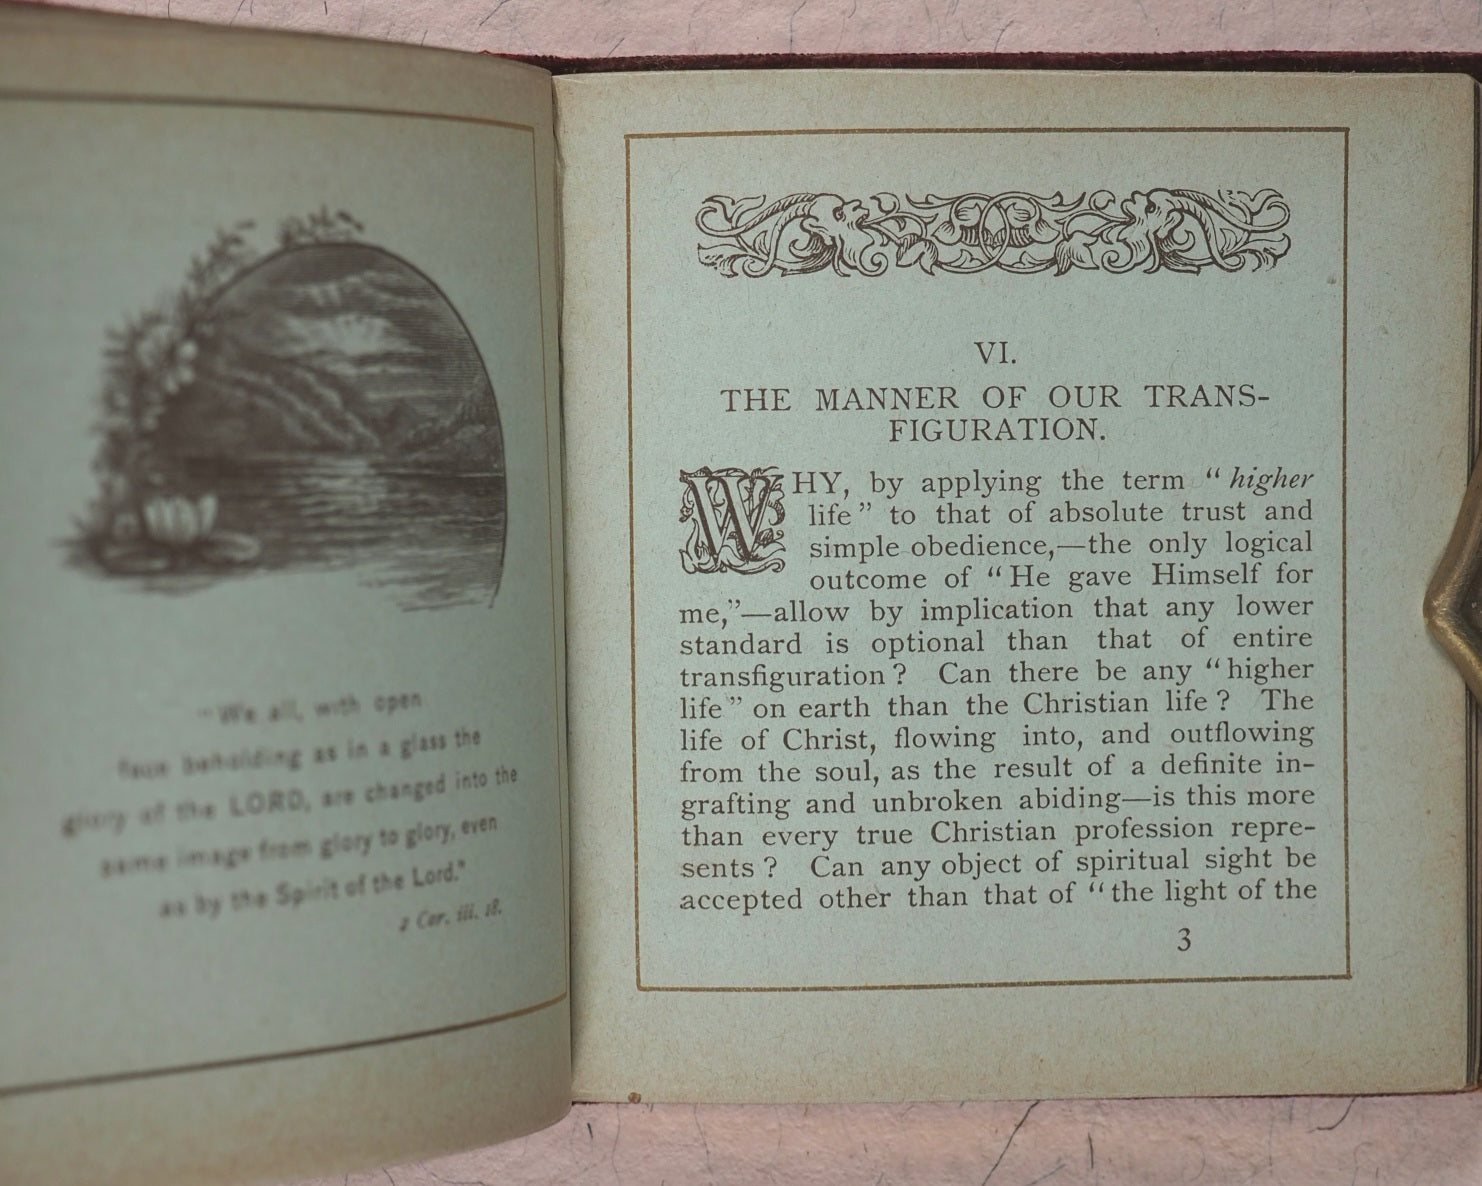 "We all, with open
face beholding as in a glass the
glory of the LORD, are changed into the
same image from glory to glory, even
as by the Spirit of the Lord."
2 Cor. iii. 18.
VI.
THE MANNER OF OUR TRANS-
FIGURATION.
WHY, by applying the term "higher
life" to that of absolute trust and
simple obedience,—the only logical
outcome of "He gave Himself for
me,"—allow by implication that any lower
standard is optional than that of entire
transfiguration? Can there be any "higher
life" on earth than the Christian life? The
life of Christ, flowing into, and outflowing
from the soul, as the result of a definite in-
grafting and unbroken abiding—is this more
than every true Christian profession repre-
sents? Can any object of spiritual sight be
accepted other than that of "the light of the
3